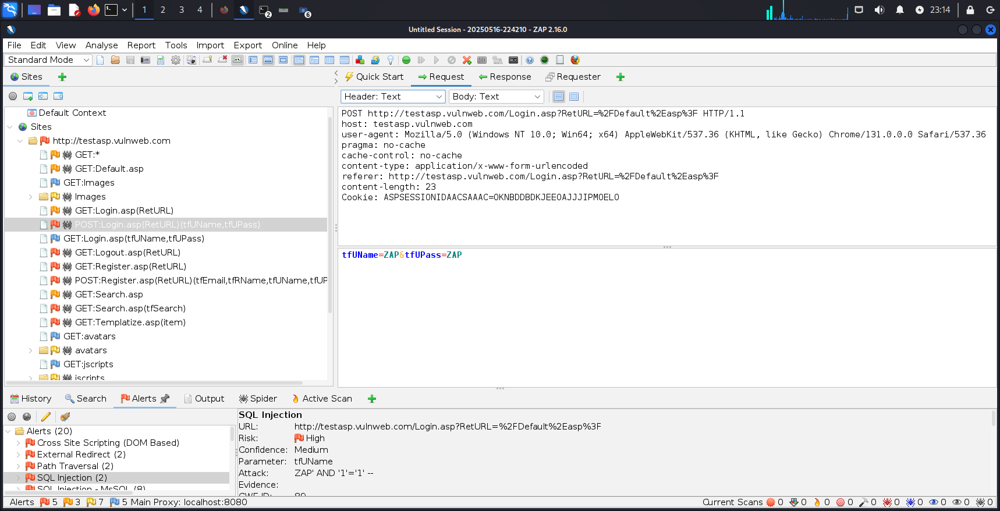 1 2 3 4
2
6
23:14
Untitled Session - 20250516-224210 - ZAP 2.16.0
File Edit View Analyse Report Tools Import Export Online Help
Standard Mode
Sites
Quick Start
Request
Response
Requester
Header: Text
Body: Text
Default Context
Sites
http://testasp.vulnweb.com
GET:*
GET:Default.asp
GET:Images
Images
GET:Login.asp(RetURL)
POST:Login.asp(RetURL)(tfUName,tfUPass)
GET:Login.asp(tfUName,tfUPass)
GET:Logout.asp(RetURL)
GET:Register.asp(RetURL)
POST:Register.asp(RetURL)(tfEmail,tfRName,tfUName,tfUP
GET:Search.asp
GET:Search.asp(tfSearch)
GET:Templatize.asp(item)
GET:avatars
avatars
GET:jscripts
jscripts
POST http://testasp.vulnweb.com/Login.asp?RetURL=%2FDefault%2Easp%3F HTTP/1.1
host: testasp.vulnweb.com
user-agent: Mozilla/5.0 (Windows NT 10.0; Win64; x64) AppleWebKit/537.36 (KHTML, like Gecko) Chrome/131.0.0.0 Safari/537.36
pragma: no-cache
cache-control: no-cache
content-type: application/x-www-form-urlencoded
referer: http://testasp.vulnweb.com/Login.asp?RetURL=%2FDefault%2Easp%3F
content-length: 23
Cookie: ASPSESSIONIDAACSAAAC=OKNBDDBDKJEEOAJJJIPMOELO
tfUName=ZAP&tfUPass=ZAP
History
Search
Alerts
Output
Spider
Active Scan
Alerts (20)
Cross Site Scripting (DOM Based)
External Redirect (2)
Path Traversal (2)
SQL Injection (2)
SQL Injection - MsSQL (8)
SQL Injection
URL: http://testasp.vulnweb.com/Login.asp?RetURL=%2FDefault%2Easp%3F
Risk: High
Confidence: Medium
Parameter: tfUName
Attack: ZAP' AND '1'='1' --
Evidence:
CWE ID: 89
Alerts 5 3 7 5 Main Proxy: localhost:8080
Current Scans 0 0 0 0 0 0 0 0 0 0